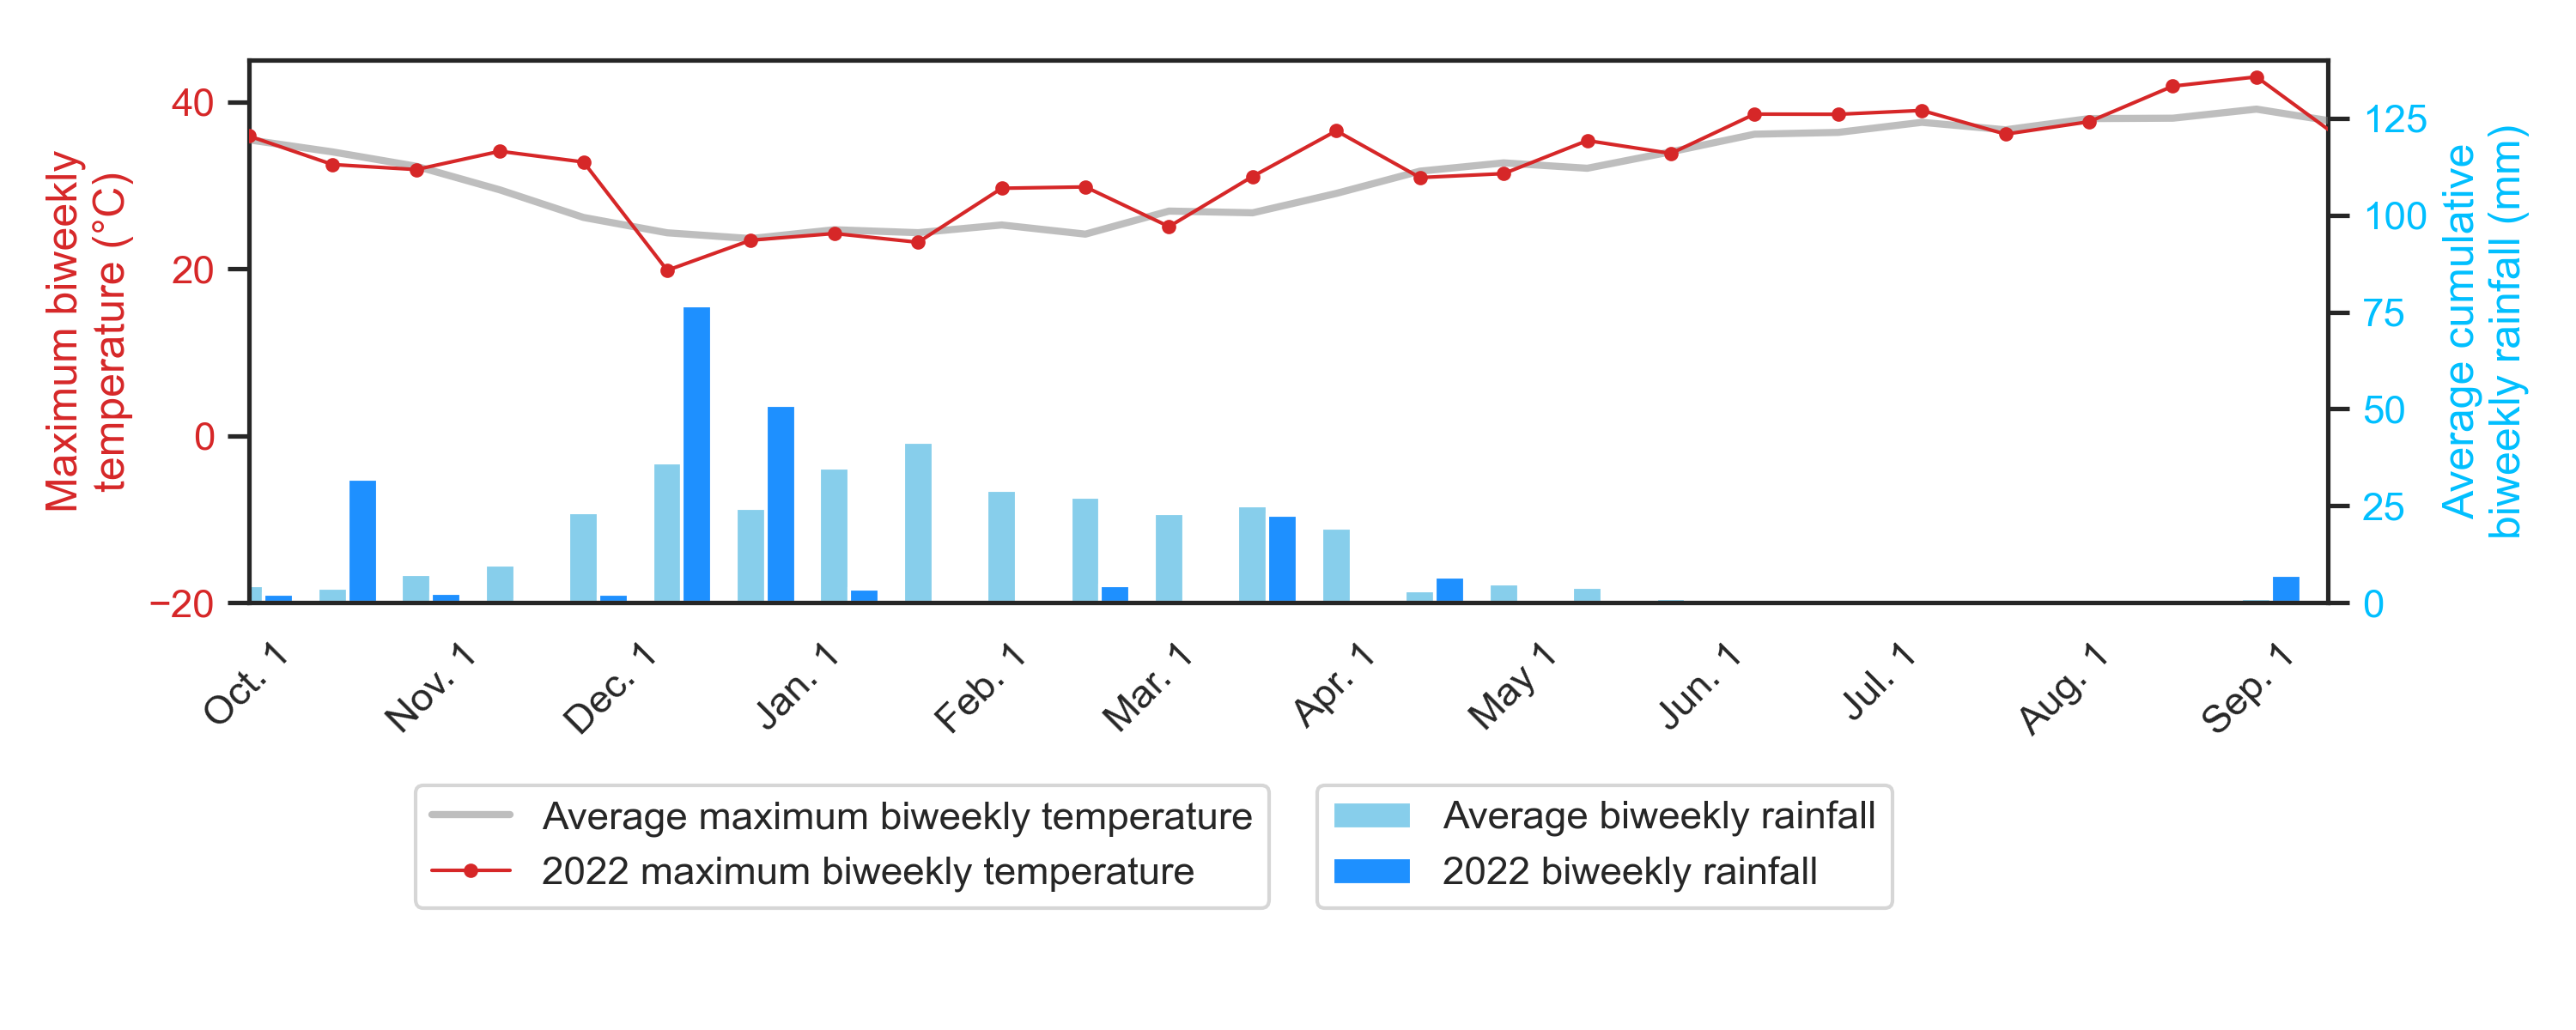 Maximum biweekly
temperature (°C)
40
20
0
−20
125
100
75
50
25
0
Average cumulative
biweekly rainfall (mm)
Oct. 1
Nov. 1
Dec. 1
Jan. 1
Feb. 1
Mar. 1
Apr. 1
May 1
Jun. 1
Jul. 1
Aug. 1
Sep. 1
Average maximum biweekly temperature
2022 maximum biweekly temperature
Average biweekly rainfall
2022 biweekly rainfall